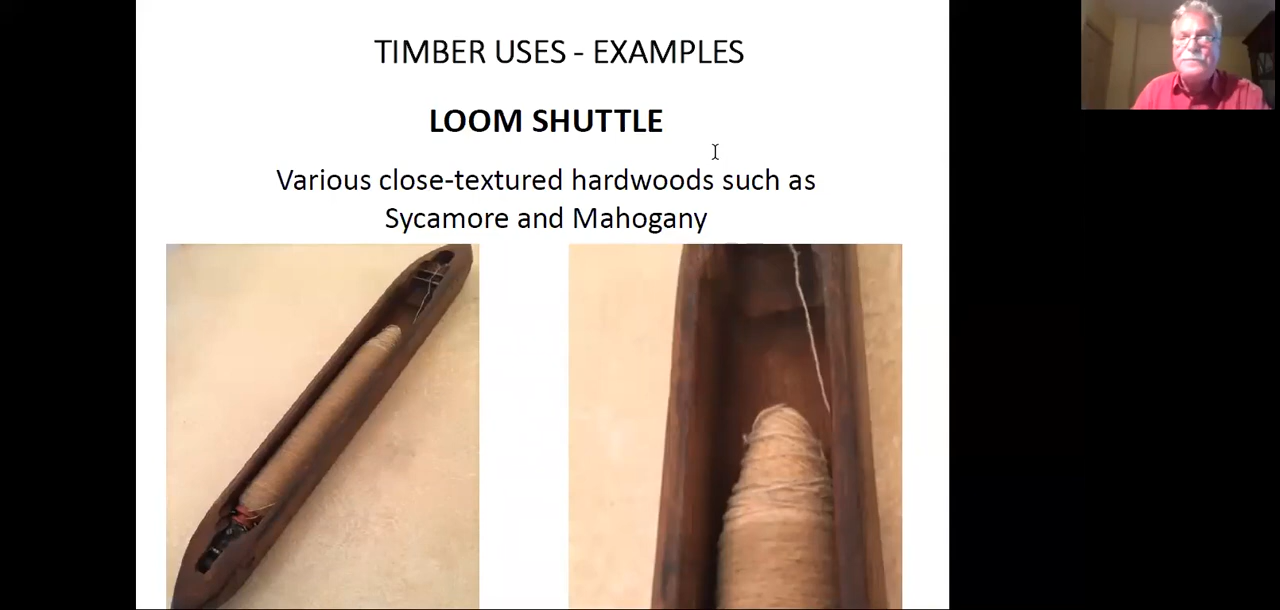 TIMBER USES - EXAMPLES
LOOM SHUTTLE
Various close-textured hardwoods such as
Sycamore and Mahogany